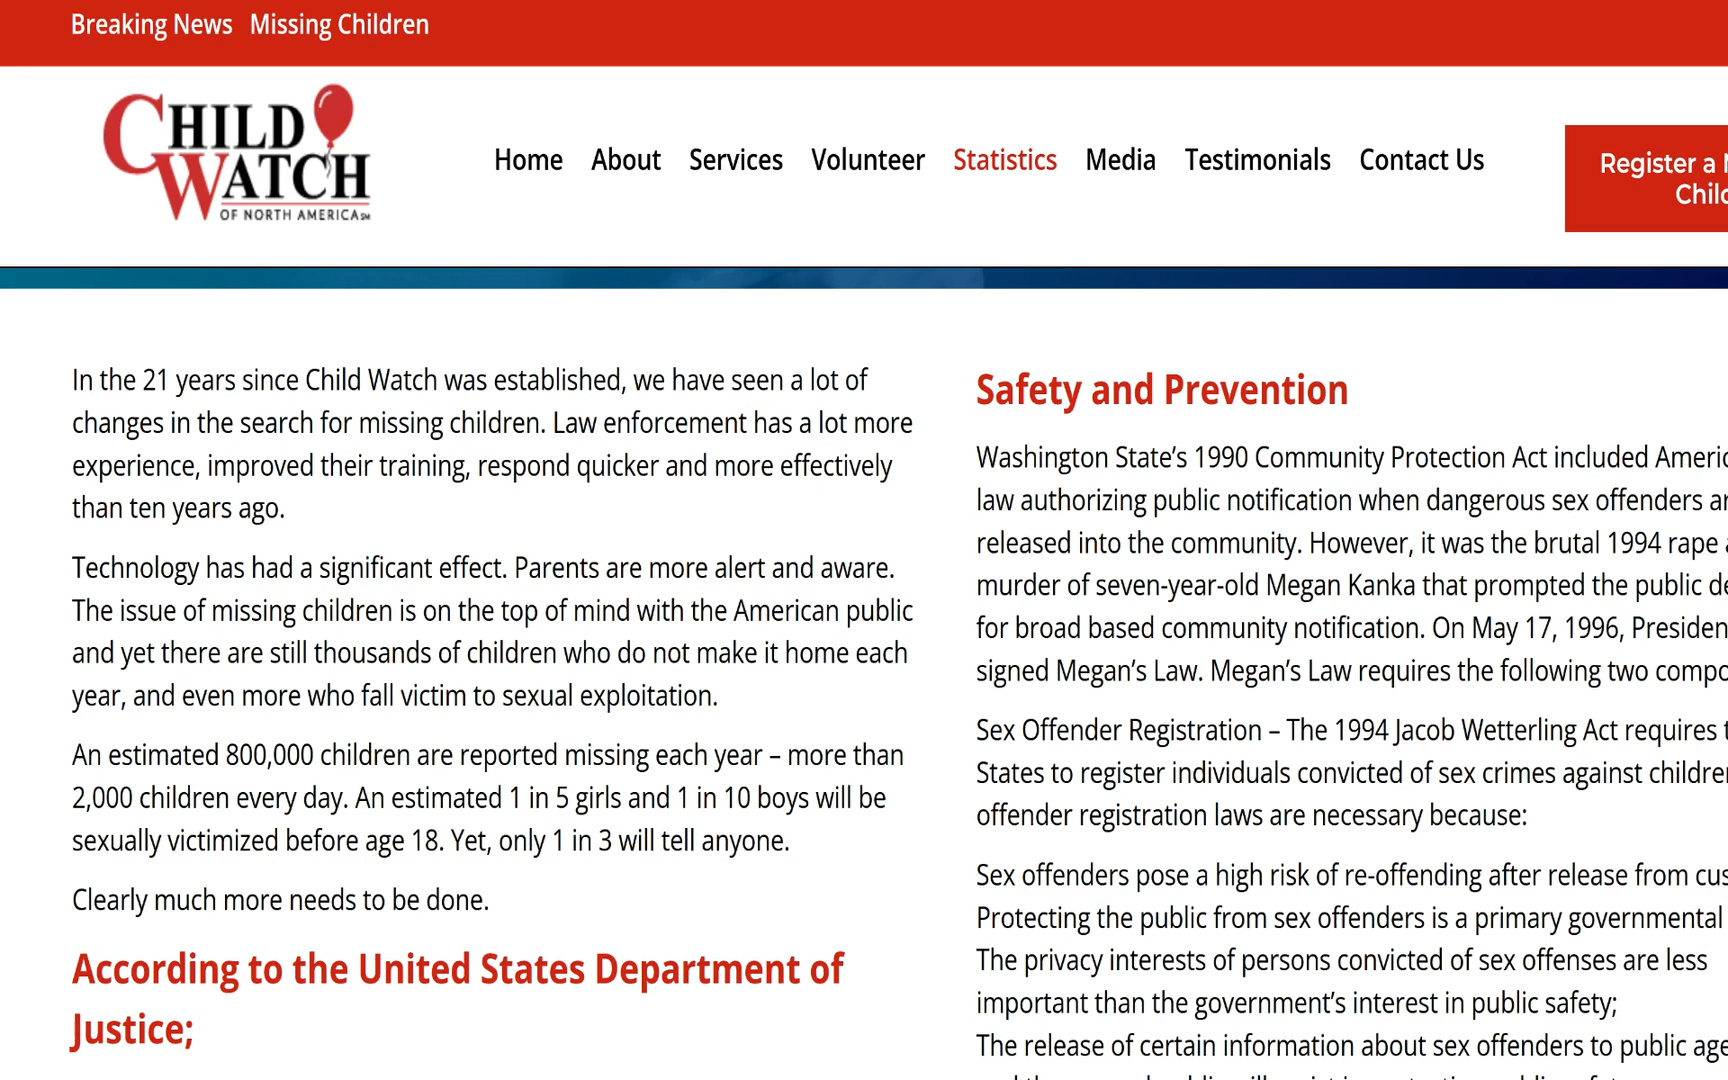 Breaking News Missing Children
CHILD
WATCH
OF NORTH AMERICA
Home About Services Volunteer Statistics Media Testimonials Contact Us
Register a
In the 21 years since Child Watch was established, we have seen a lot of
changes in the search for missing children. Law enforcement has a lot more
experience, improved their training, respond quicker and more effectively
than ten years ago.
Technology has had a significant effect. Parents are more alert and aware.
The issue of missing children is on the top of mind with the American public
and yet there are still thousands of children who do not make it home each
year, and even more who fall victim to sexual exploitation.
An estimated 800,000 children are reported missing each year – more than
2,000 children every day. An estimated 1 in 5 girls and 1 in 10 boys will be
sexually victimized before age 18. Yet, only 1 in 3 will tell anyone.
Clearly much more needs to be done.
According to the United States Department of
Justice;
Safety and Prevention
Washington State’s 1990 Community Protection Act included
law authorizing public notification when dangerous sex offenders
released into the community. However, it was the brutal 1994 rape
murder of seven-year-old Megan Kanka that prompted the public
for broad based community notification. On May 17, 1996,
signed Megan’s Law. Megan’s Law requires the following two
Sex Offender Registration – The 1994 Jacob Wetterling Act requires
States to register individuals convicted of sex crimes against
offender registration laws are necessary because:
Sex offenders pose a high risk of re-offending after release from
Protecting the public from sex offenders is a primary governmental
The privacy interests of persons convicted of sex offenses are less
important than the government’s interest in public safety;
The release of certain information about sex offenders to public